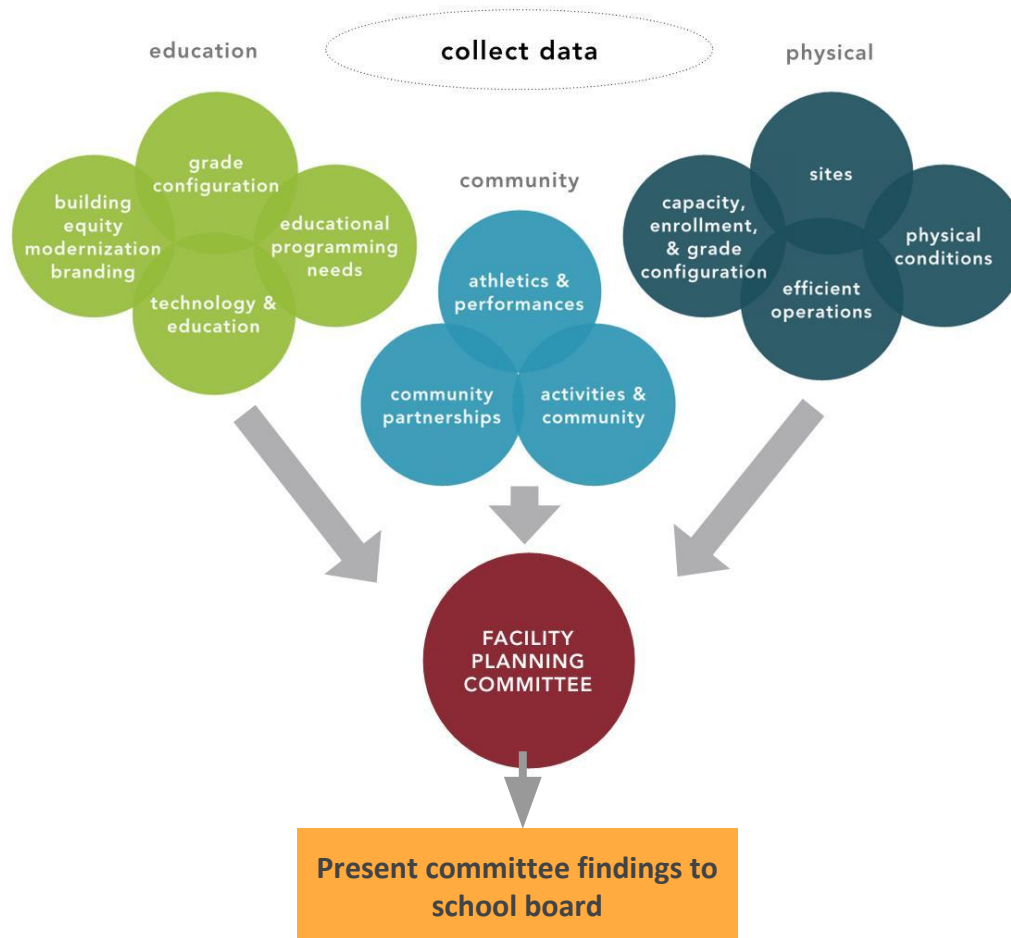 education
collect data
physical
grade
configuration
building
equity
modernization
branding
educational
programming
needs
technology &
education
community
athletics &
performances
community
partnerships
activities &
community
sites
capacity,
enrollment,
& grade
configuration
physical
conditions
efficient
operations
FACILITY
PLANNING
COMMITTEE
Present committee findings to
school board